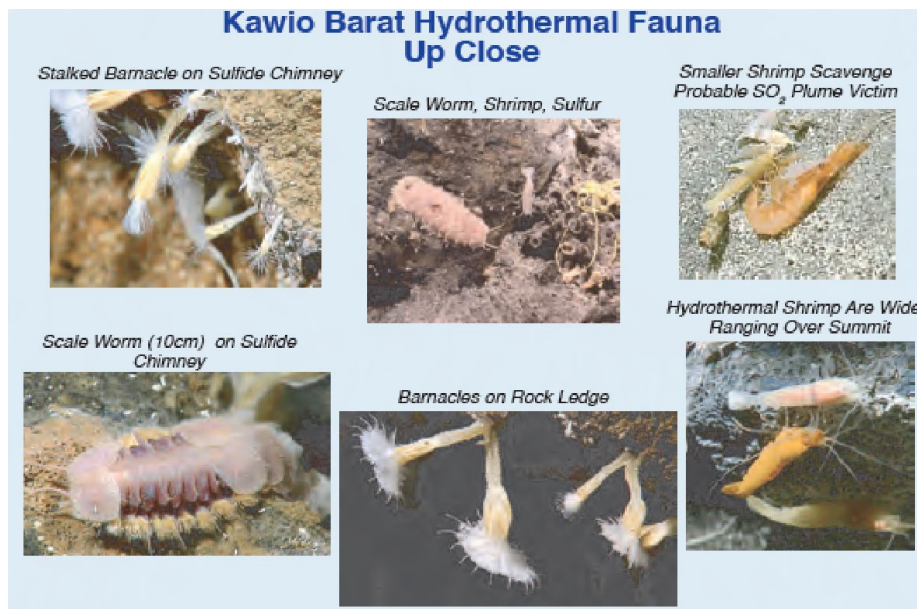 Kawio Barat Hydrothermal Fauna
Up Close
Stalked Barnacle on Sulfide Chimney
Scale Worm, Shrimp, Sulfur
Smaller Shrimp Scavenge
Probable SO₂ Plume Victim
Scale Worm (10cm) on Sulfide
Chimney
Barnacles on Rock Ledge
Hydrothermal Shrimp Are Wide
Ranging Over Summit